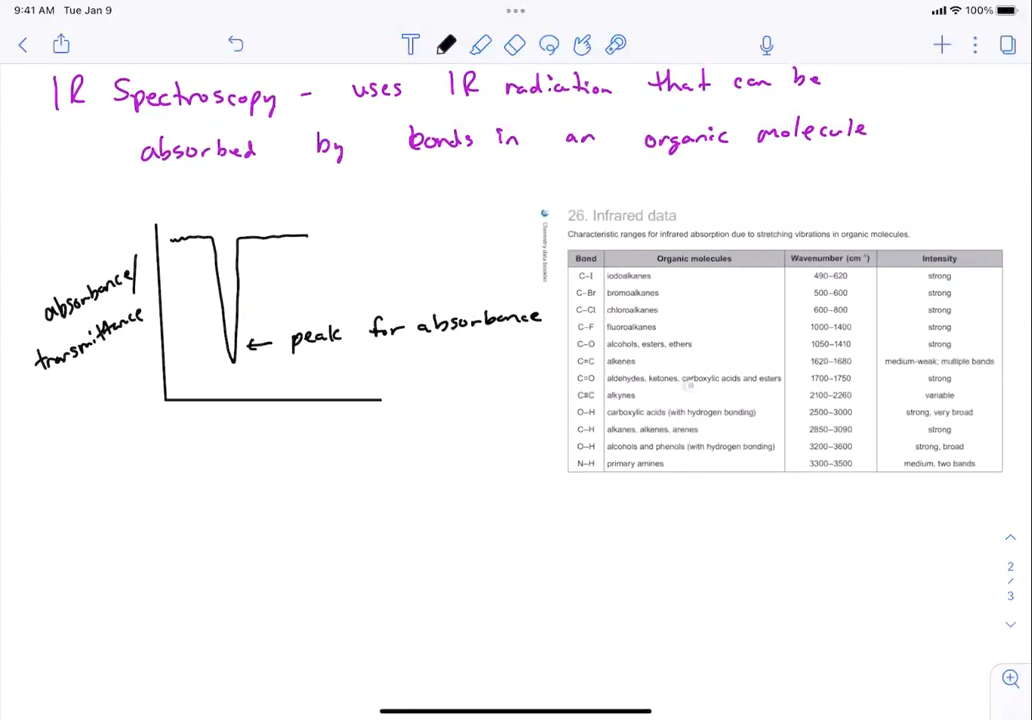 9:41 AM Tue Jan 9
100%
IR Spectroscopy - uses IR radiation that can be
absorbed by bonds in an organic molecule
absorbance/
transmittance
← peak for absorbance
Chemistry data booklet
26. Infrared data
Characteristic ranges for infrared absorption due to stretching vibrations in organic molecules.
Bond Organic molecules Wavenumber (cm⁻¹) Intensity
C–I iodoalkanes 490–620 strong
C–Br bromoalkanes 500–600 strong
C–Cl chloroalkanes 600–800 strong
C–F fluoroalkanes 1000–1400 strong
C–O alcohols, esters, ethers 1050–1410 strong
C=C alkenes 1620–1680 medium-weak; multiple bands
C=O aldehydes, ketones, carboxylic acids and esters 1700–1750 strong
C≡C alkynes 2100–2260 variable
O–H carboxylic acids (with hydrogen bonding) 2500–3000 strong, very broad
C–H alkanes, alkenes, arenes 2850–3090 strong
O–H alcohols and phenols (with hydrogen bonding) 3200–3600 strong, broad
N–H primary amines 3300–3500 medium, two bands
2
/
3